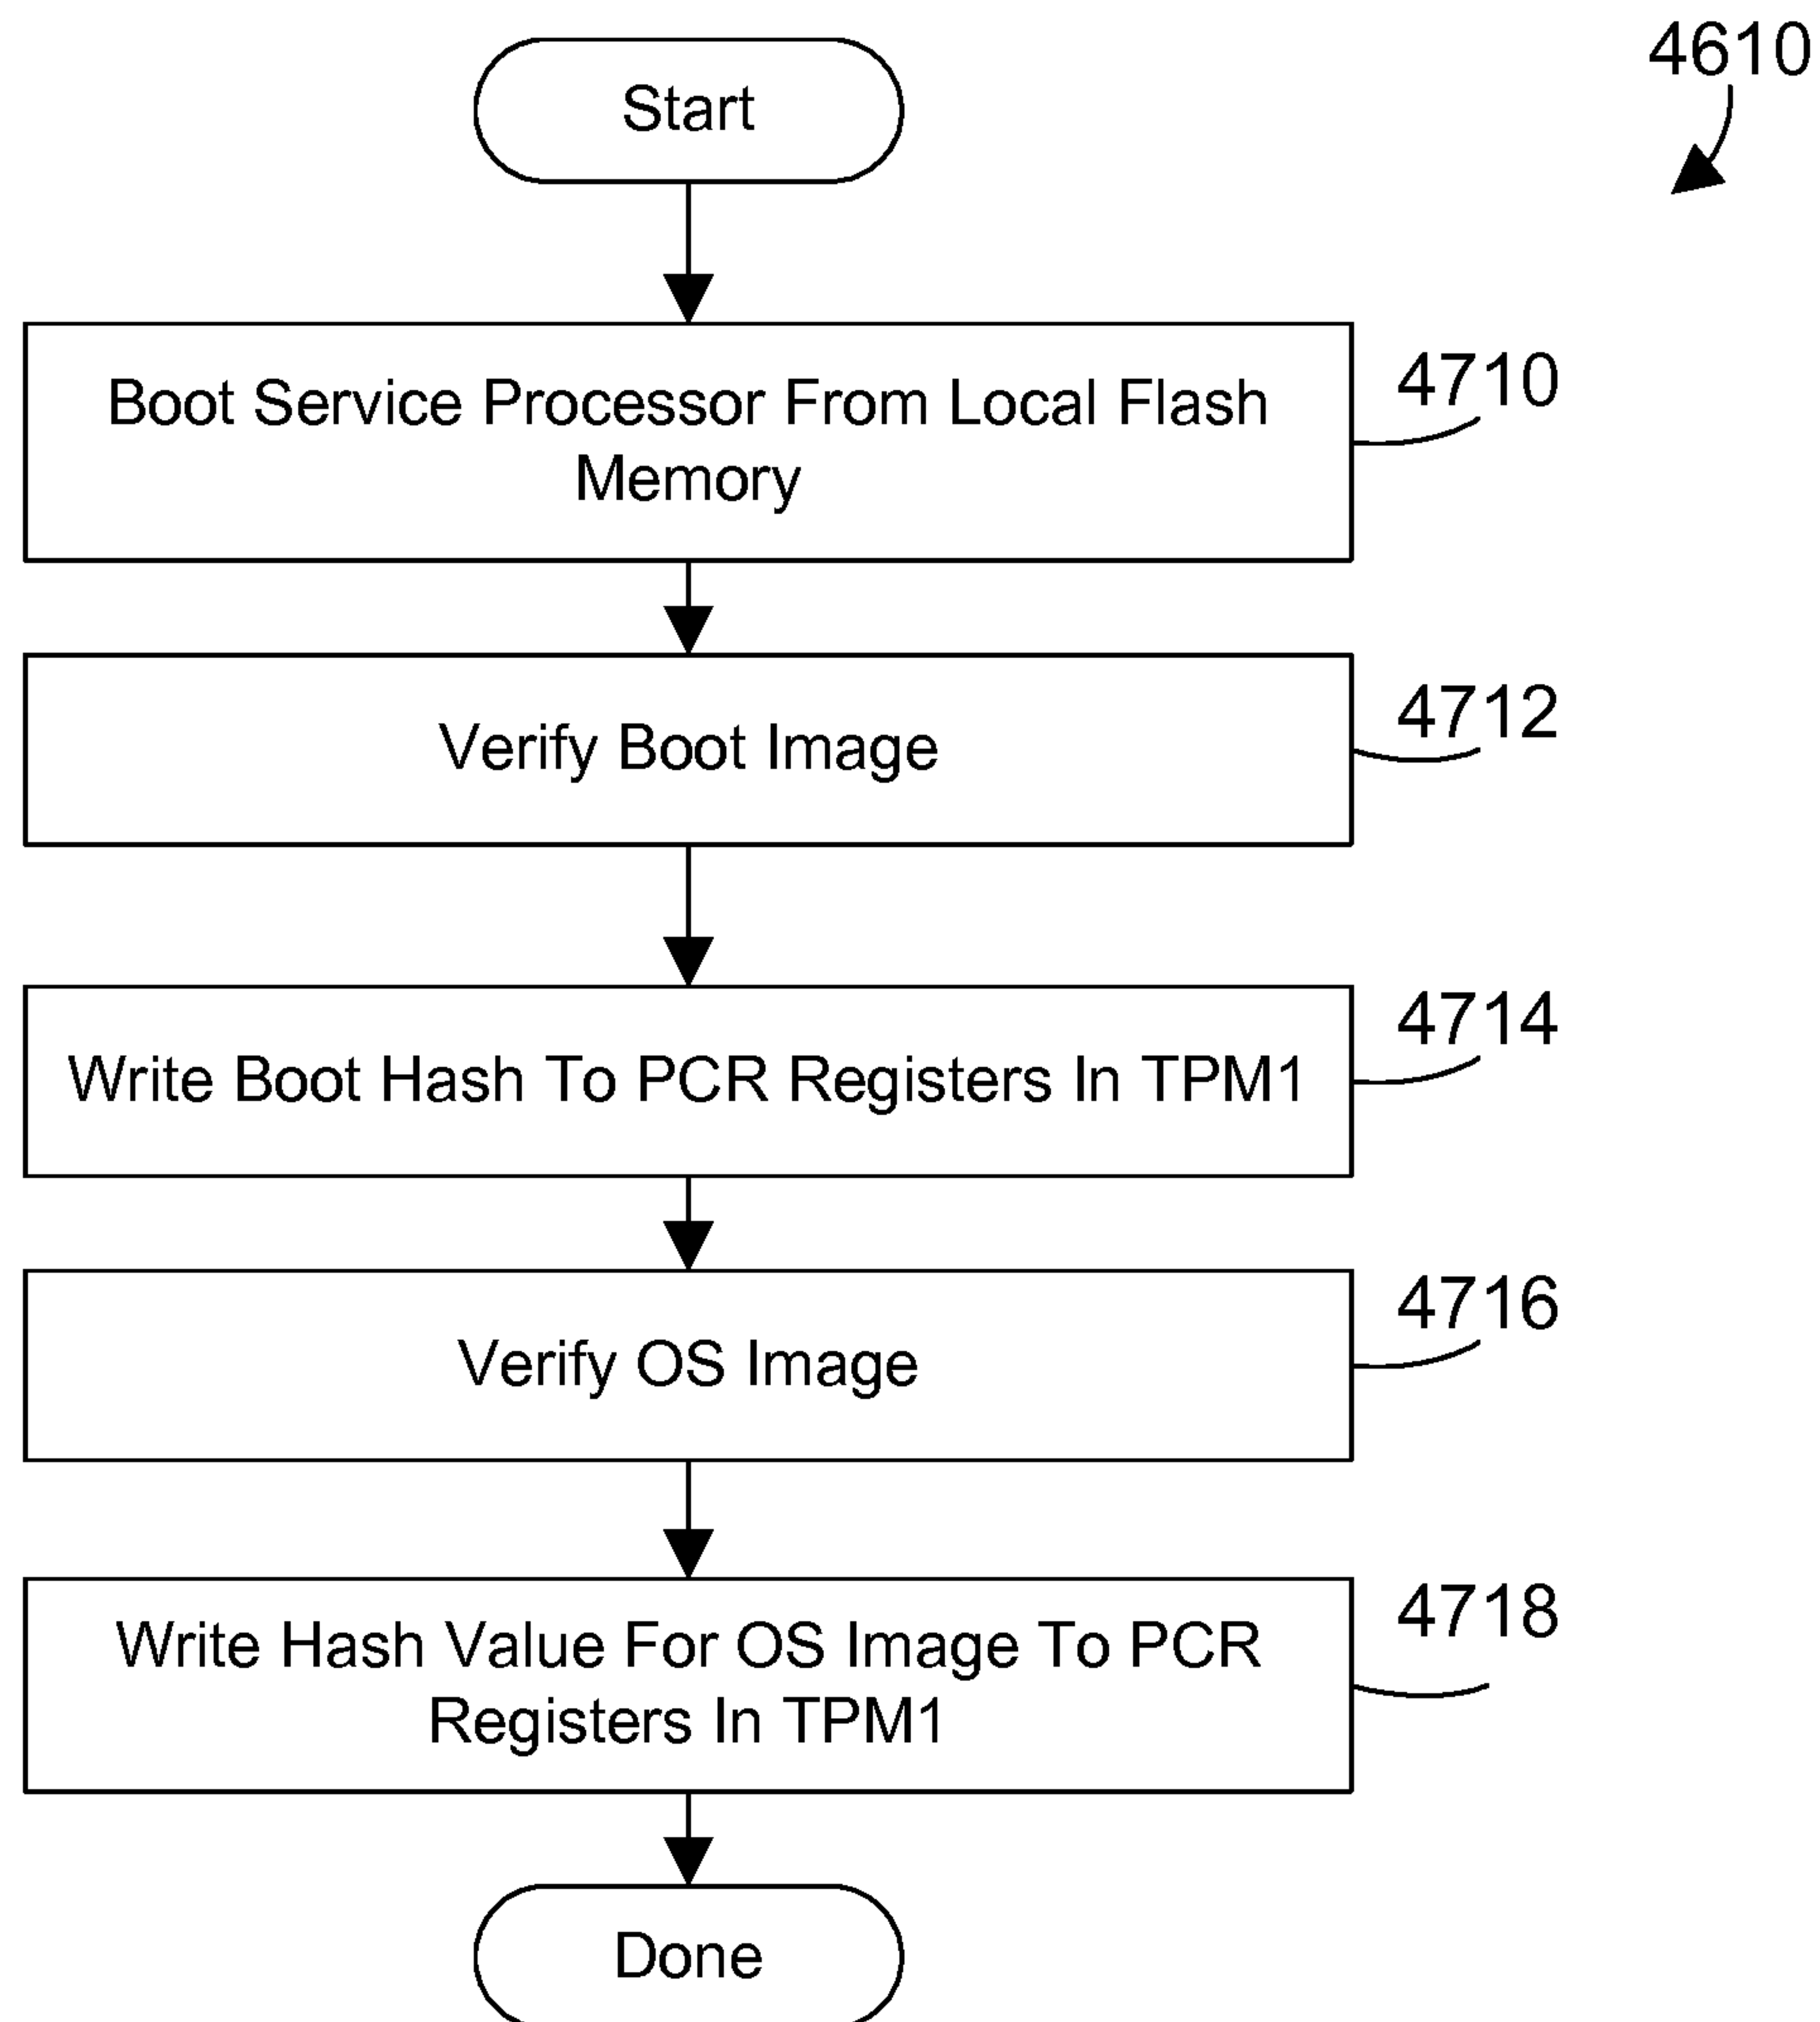 4610
Start
Boot Service Processor From Local Flash
Memory
4710
Verify Boot Image
4712
Write Boot Hash To PCR Registers In TPM1
4714
Verify OS Image
4716
Write Hash Value For OS Image To PCR
Registers In TPM1
4718
Done